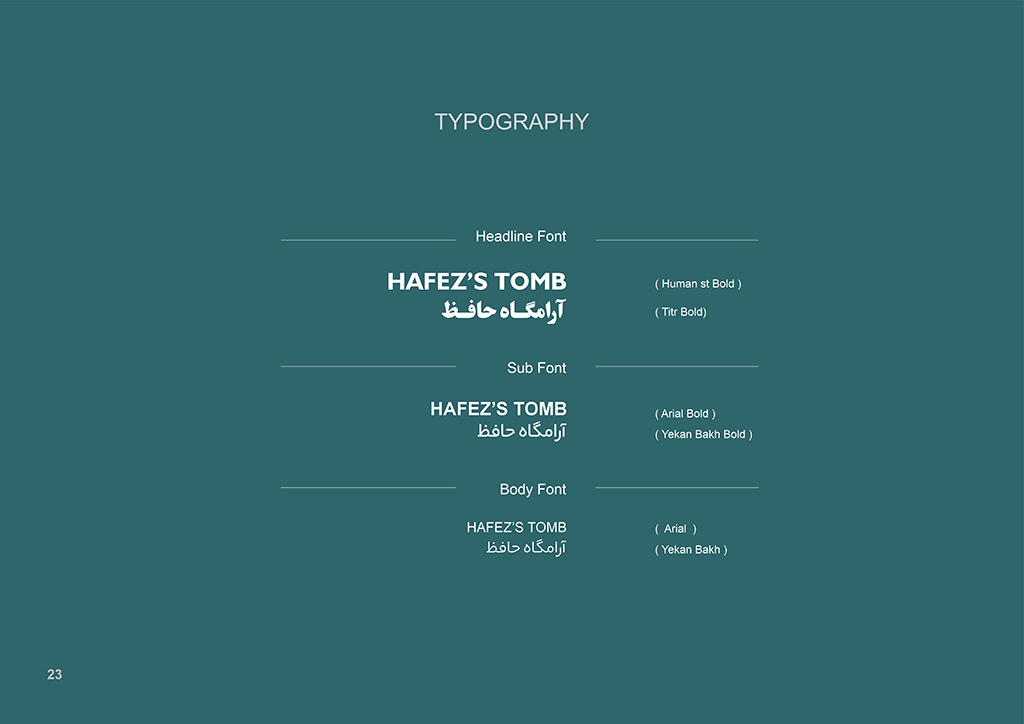 TYPOGRAPHY
Headline Font
HAFEZ’S TOMB
( Human st Bold )
آرامگاه حافظ
( Titr Bold)
Sub Font
HAFEZ’S TOMB
( Arial Bold )
آرامگاه حافظ
( Yekan Bakh Bold )
Body Font
HAFEZ’S TOMB
( Arial )
آرامگاه حافظ
( Yekan Bakh )
23